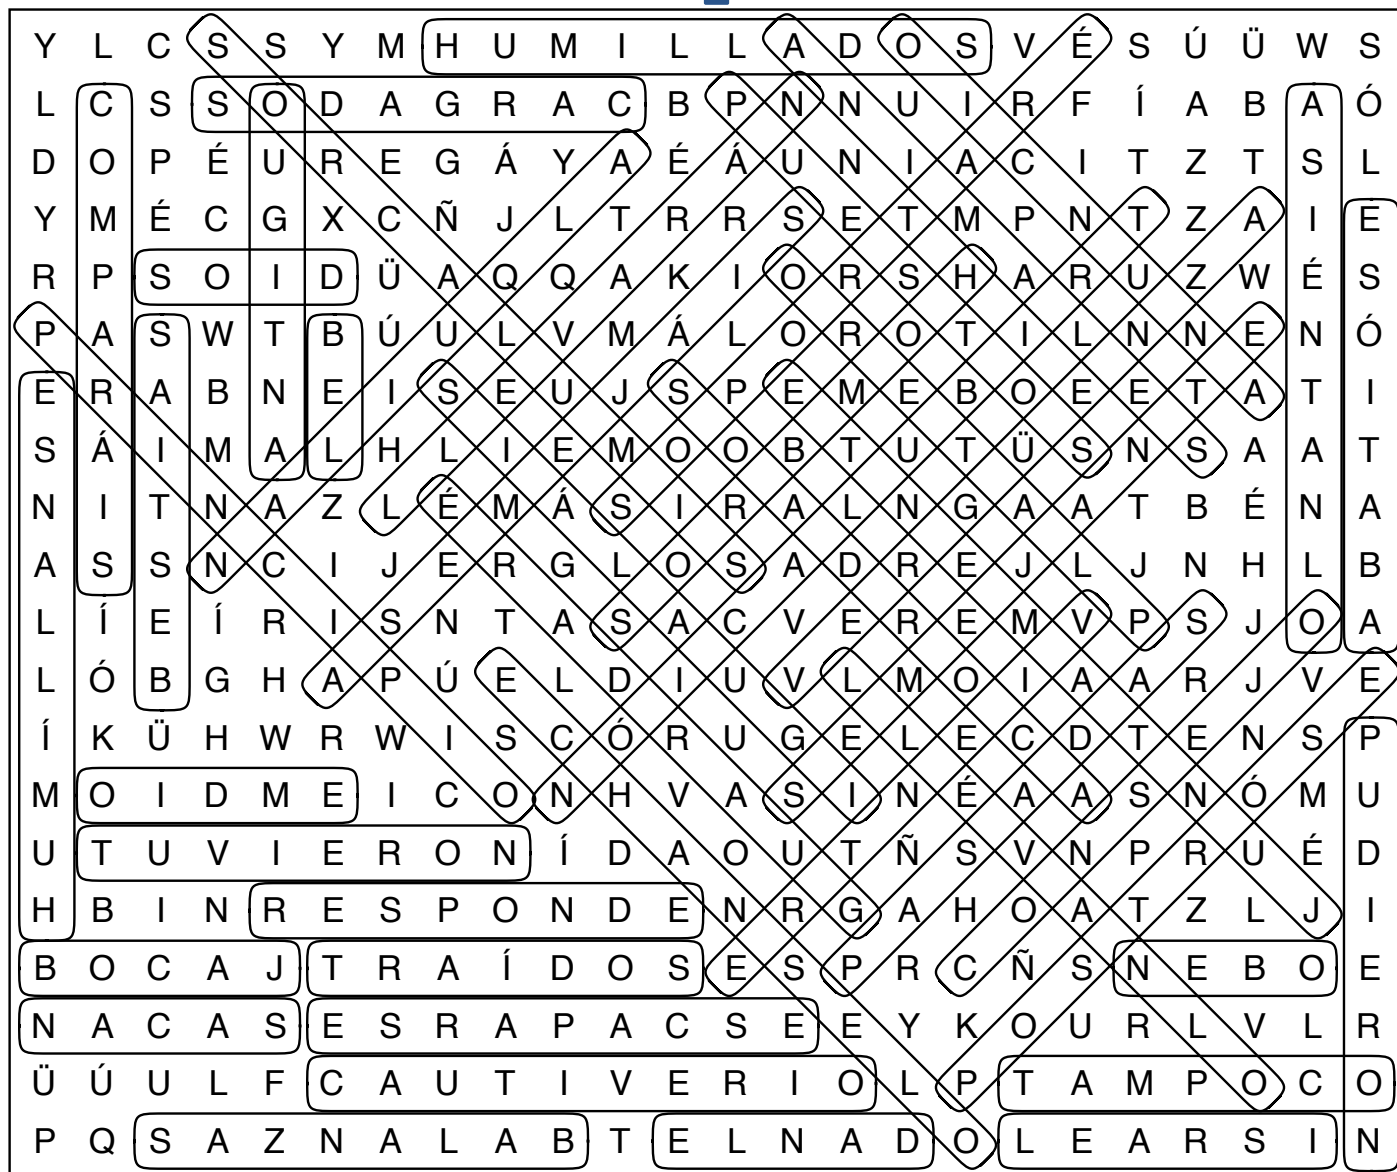 Y L C S S Y M H U M I L L A D O S V É S Ú Ü W S
L C S S O D A G R A C B P N N U I R F Í A B A Ó
D O P É U R E G Á Y A É Á U N I A C I T Z T S L
Y M É C G X C Ñ J L T R R S E T M P N T Z A I E
R P S O I D Ü A Q Q A K I O R S H A R U Z W É S
P A S W T B Ú U L V M Á L O R O T I L N N E N Ó
E R A B N E I S E U J S P E M E B O E E T A T I
S Á I M A L H L I E M O O B T U T Ü S N S A A T
N I T N A Z L É M Á S I R A L N G A A T B É N A
A S S N C I J E R G L O S A D R E J L J N H L B
L Í E Í R I S N T A S A C V E R E M V P S J O A
L Ó B G H A P Ú E L D I U V L M O I A A R J V E
Í K Ü H W R W I S C Ó R U G E L E C D T E N S P
M O I D M E I C O N H V A S I N É A A S N Ó M U
U T U V I E R O N Í D A O U T Ñ S V N P R U É D
H B I N R E S P O N D E N R G A H O A T Z L J I
B O C A J T R A Í D O S E S P R C Ñ S N E B O E
N A C A S E S R A P A C S E E Y K O U R L V L R
Ü Ú U L F C A U T I V E R I O L P T A M P O C O
P Q S A Z N A L A B T E L N A D O L E A R S I N